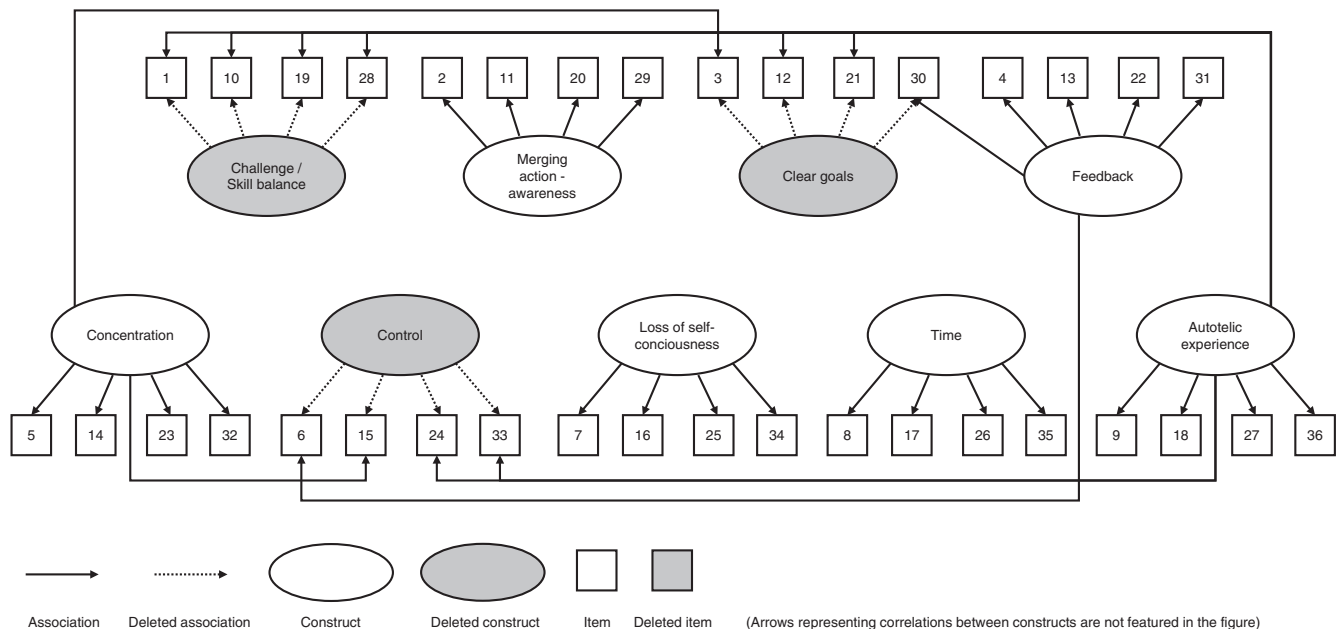 1 10 19 28 2 11 20 29 3 12 21 30 4 13 22 31
Challenge /
Skill balance
Merging
action -
awareness
Clear goals
Feedback
Concentration
Control
Loss of self-
conciousness
Time
Autotelic
experience
5 14 23 32 6 15 24 33 7 16 25 34 8 17 26 35 9 18 27 36
Association Deleted association Construct Deleted construct Item Deleted item (Arrows representing correlations between constructs are not featured in the figure)